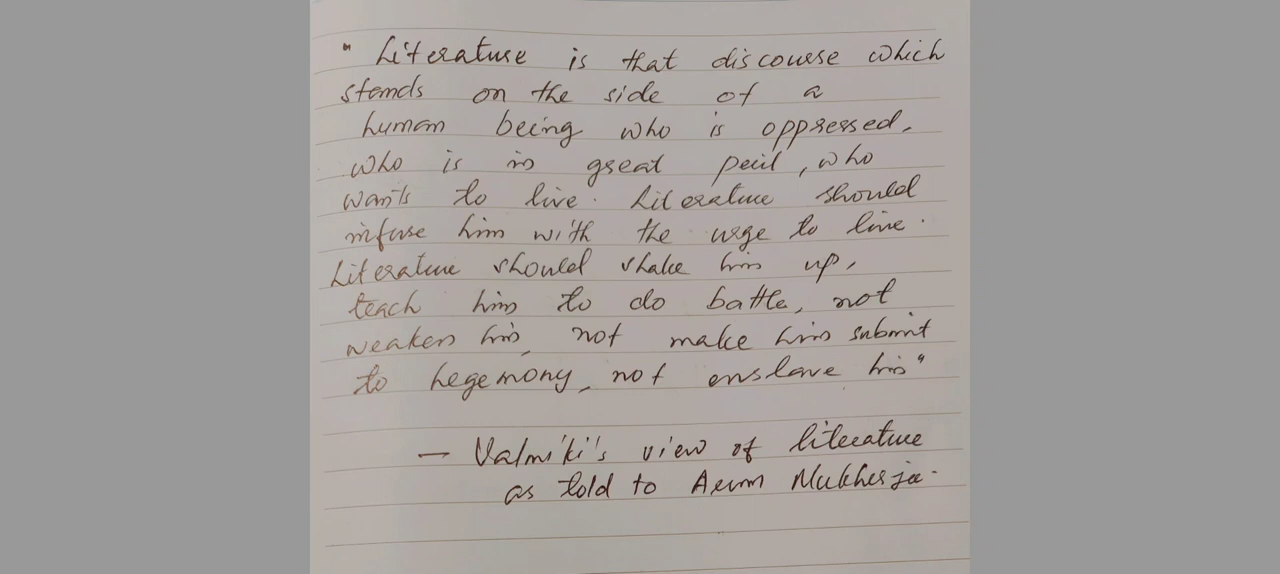 " Literature is that discourse which
stands on the side of a
human being who is oppressed,
who is in great peril, who
wants to live. Literature should
infuse him with the urge to live.
Literature should shake him up,
teach him to do battle, not
weaken him, not make him submit
to hegemony, not enslave him"
— Valmiki's view of literature
as told to Arun Mukherjee.